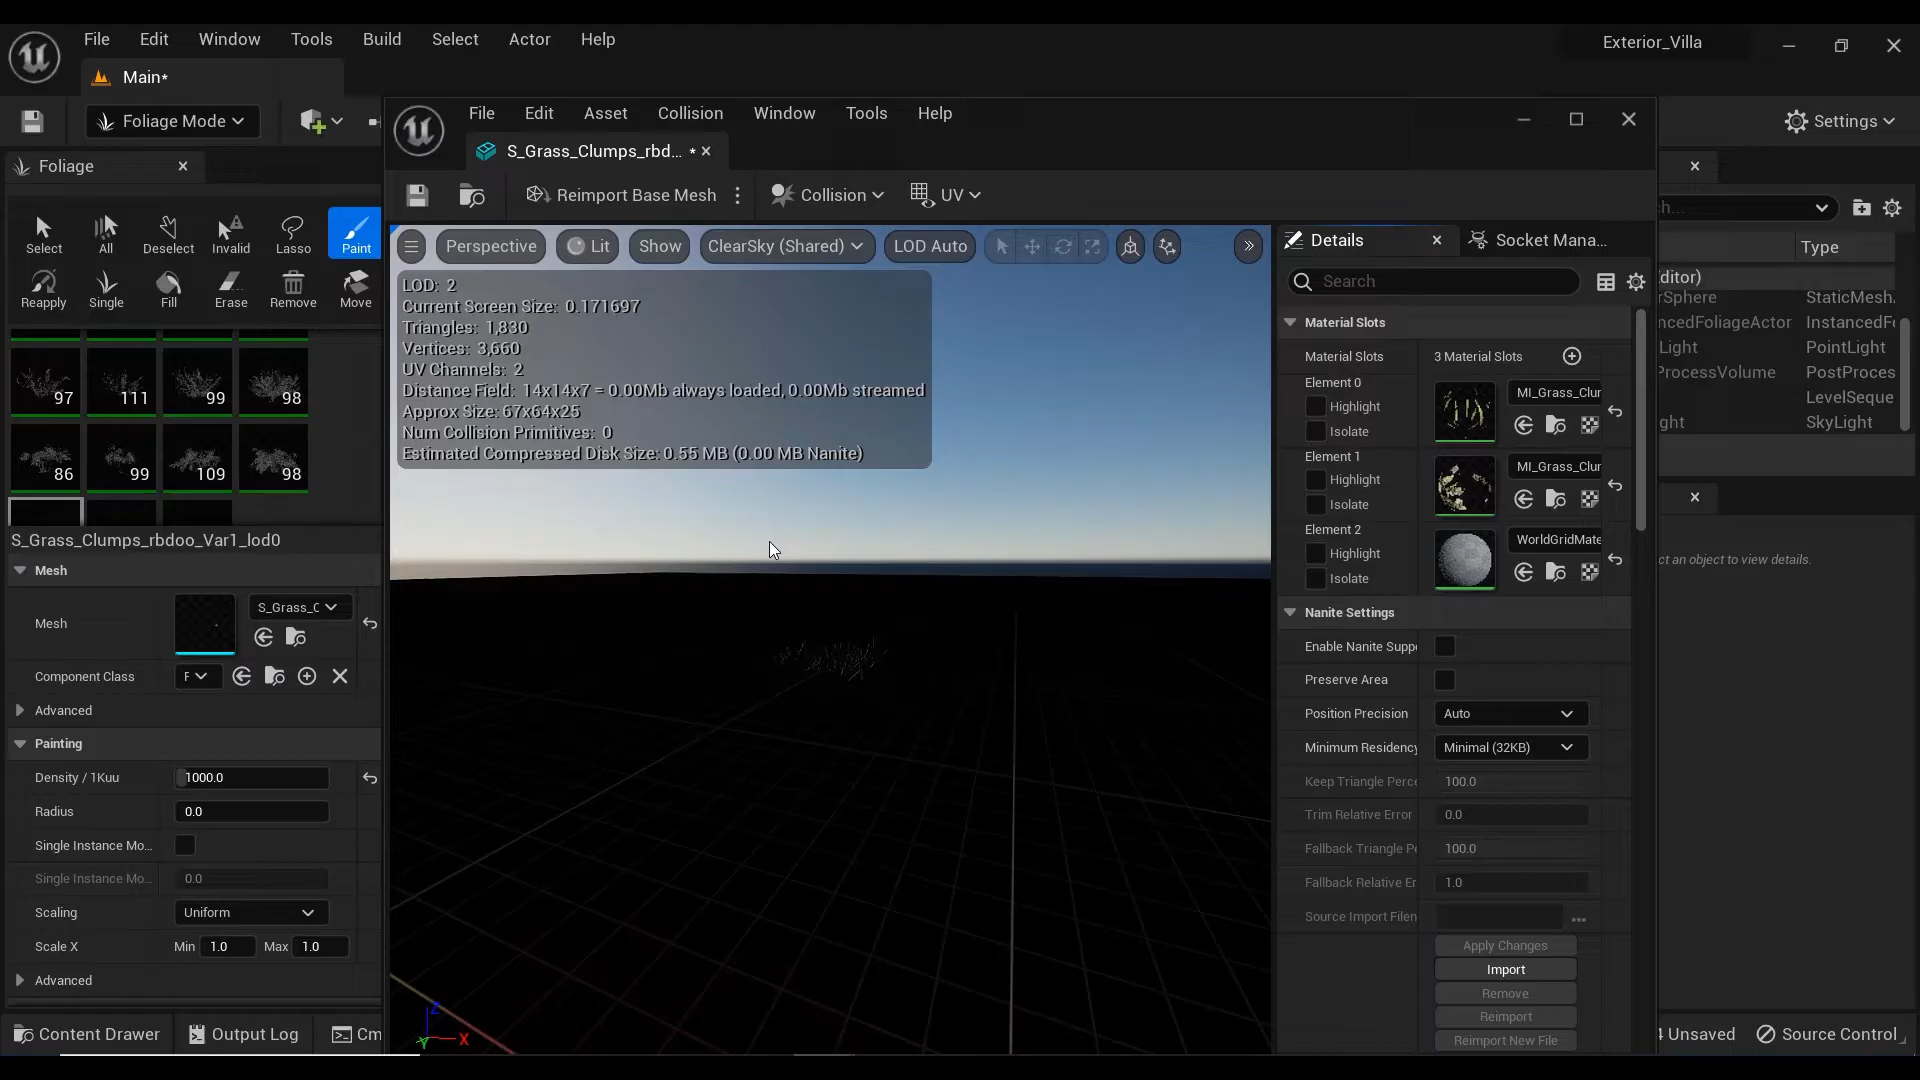 File Edit Window Tools Build Select Actor Help
Exterior_Villa
Main*
Foliage Mode
Settings
File Edit Asset Collision Window Tools Help
Foliage
S_Grass_Clumps_rbd... *
Reimport Base Mesh
Collision
UV
Select All Deselect Invalid Lasso Paint
Reapply Single Fill Erase Remove Move
Perspective Lit Show ClearSky (Shared) LOD Auto
LOD: 2
Current Screen Size: 0.171697
Triangles: 1,830
Vertices: 3,660
UV Channels: 2
Distance Field: 14x14x7 = 0.00Mb always loaded, 0.00Mb streamed
Approx Size: 67x64x25
Num Collision Primitives: 0
Estimated Compressed Disk Size: 0.55 MB (0.00 MB Nanite)
97 111 99 98
86 99 109 98
S_Grass_Clumps_rbdoo_Var1_lod0
Mesh
Mesh S_Grass_C
Component Class F
Advanced
Painting
Density / 1Kuu 1000.0
Radius 0.0
Single Instance Mo...
Single Instance Mo... 0.0
Scaling Uniform
Scale X Min 1.0 Max 1.0
Advanced
Z
X
Y
Details
Socket Mana...
Search
Material Slots
Material Slots 3 Material Slots
Element 0
Highlight
Isolate
MI_Grass_Clur
Element 1
Highlight
Isolate
MI_Grass_Clur
Element 2
Highlight
Isolate
WorldGridMate
Nanite Settings
Enable Nanite Supp
Preserve Area
Position Precision Auto
Minimum Residency Minimal (32KB)
Keep Triangle Perce 100.0
Trim Relative Error 0.0
Fallback Triangle Pe 100.0
Fallback Relative Er 1.0
Source Import Filen ...
Apply Changes
Import
Remove
Reimport
Reimport New File
Type
ditor)
rSphere StaticMesh
ncedFoliageActor InstancedFo
Light PointLight
ProcessVolume PostProces
LevelSeque
ght SkyLight
ct an object to view details.
Content Drawer
Output Log
Cm
4 Unsaved
Source Control